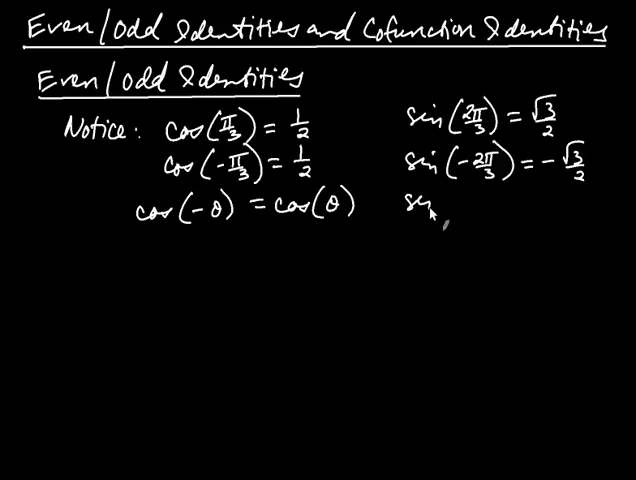 Even/Odd Identities and Cofunction Identities
Even/Odd Identities
Notice: cos(π/3) = 1/2 sin(2π/3) = √3/2
cos(-π/3) = 1/2 sin(-2π/3) = -√3/2
cos(-θ) = cos(θ) sin